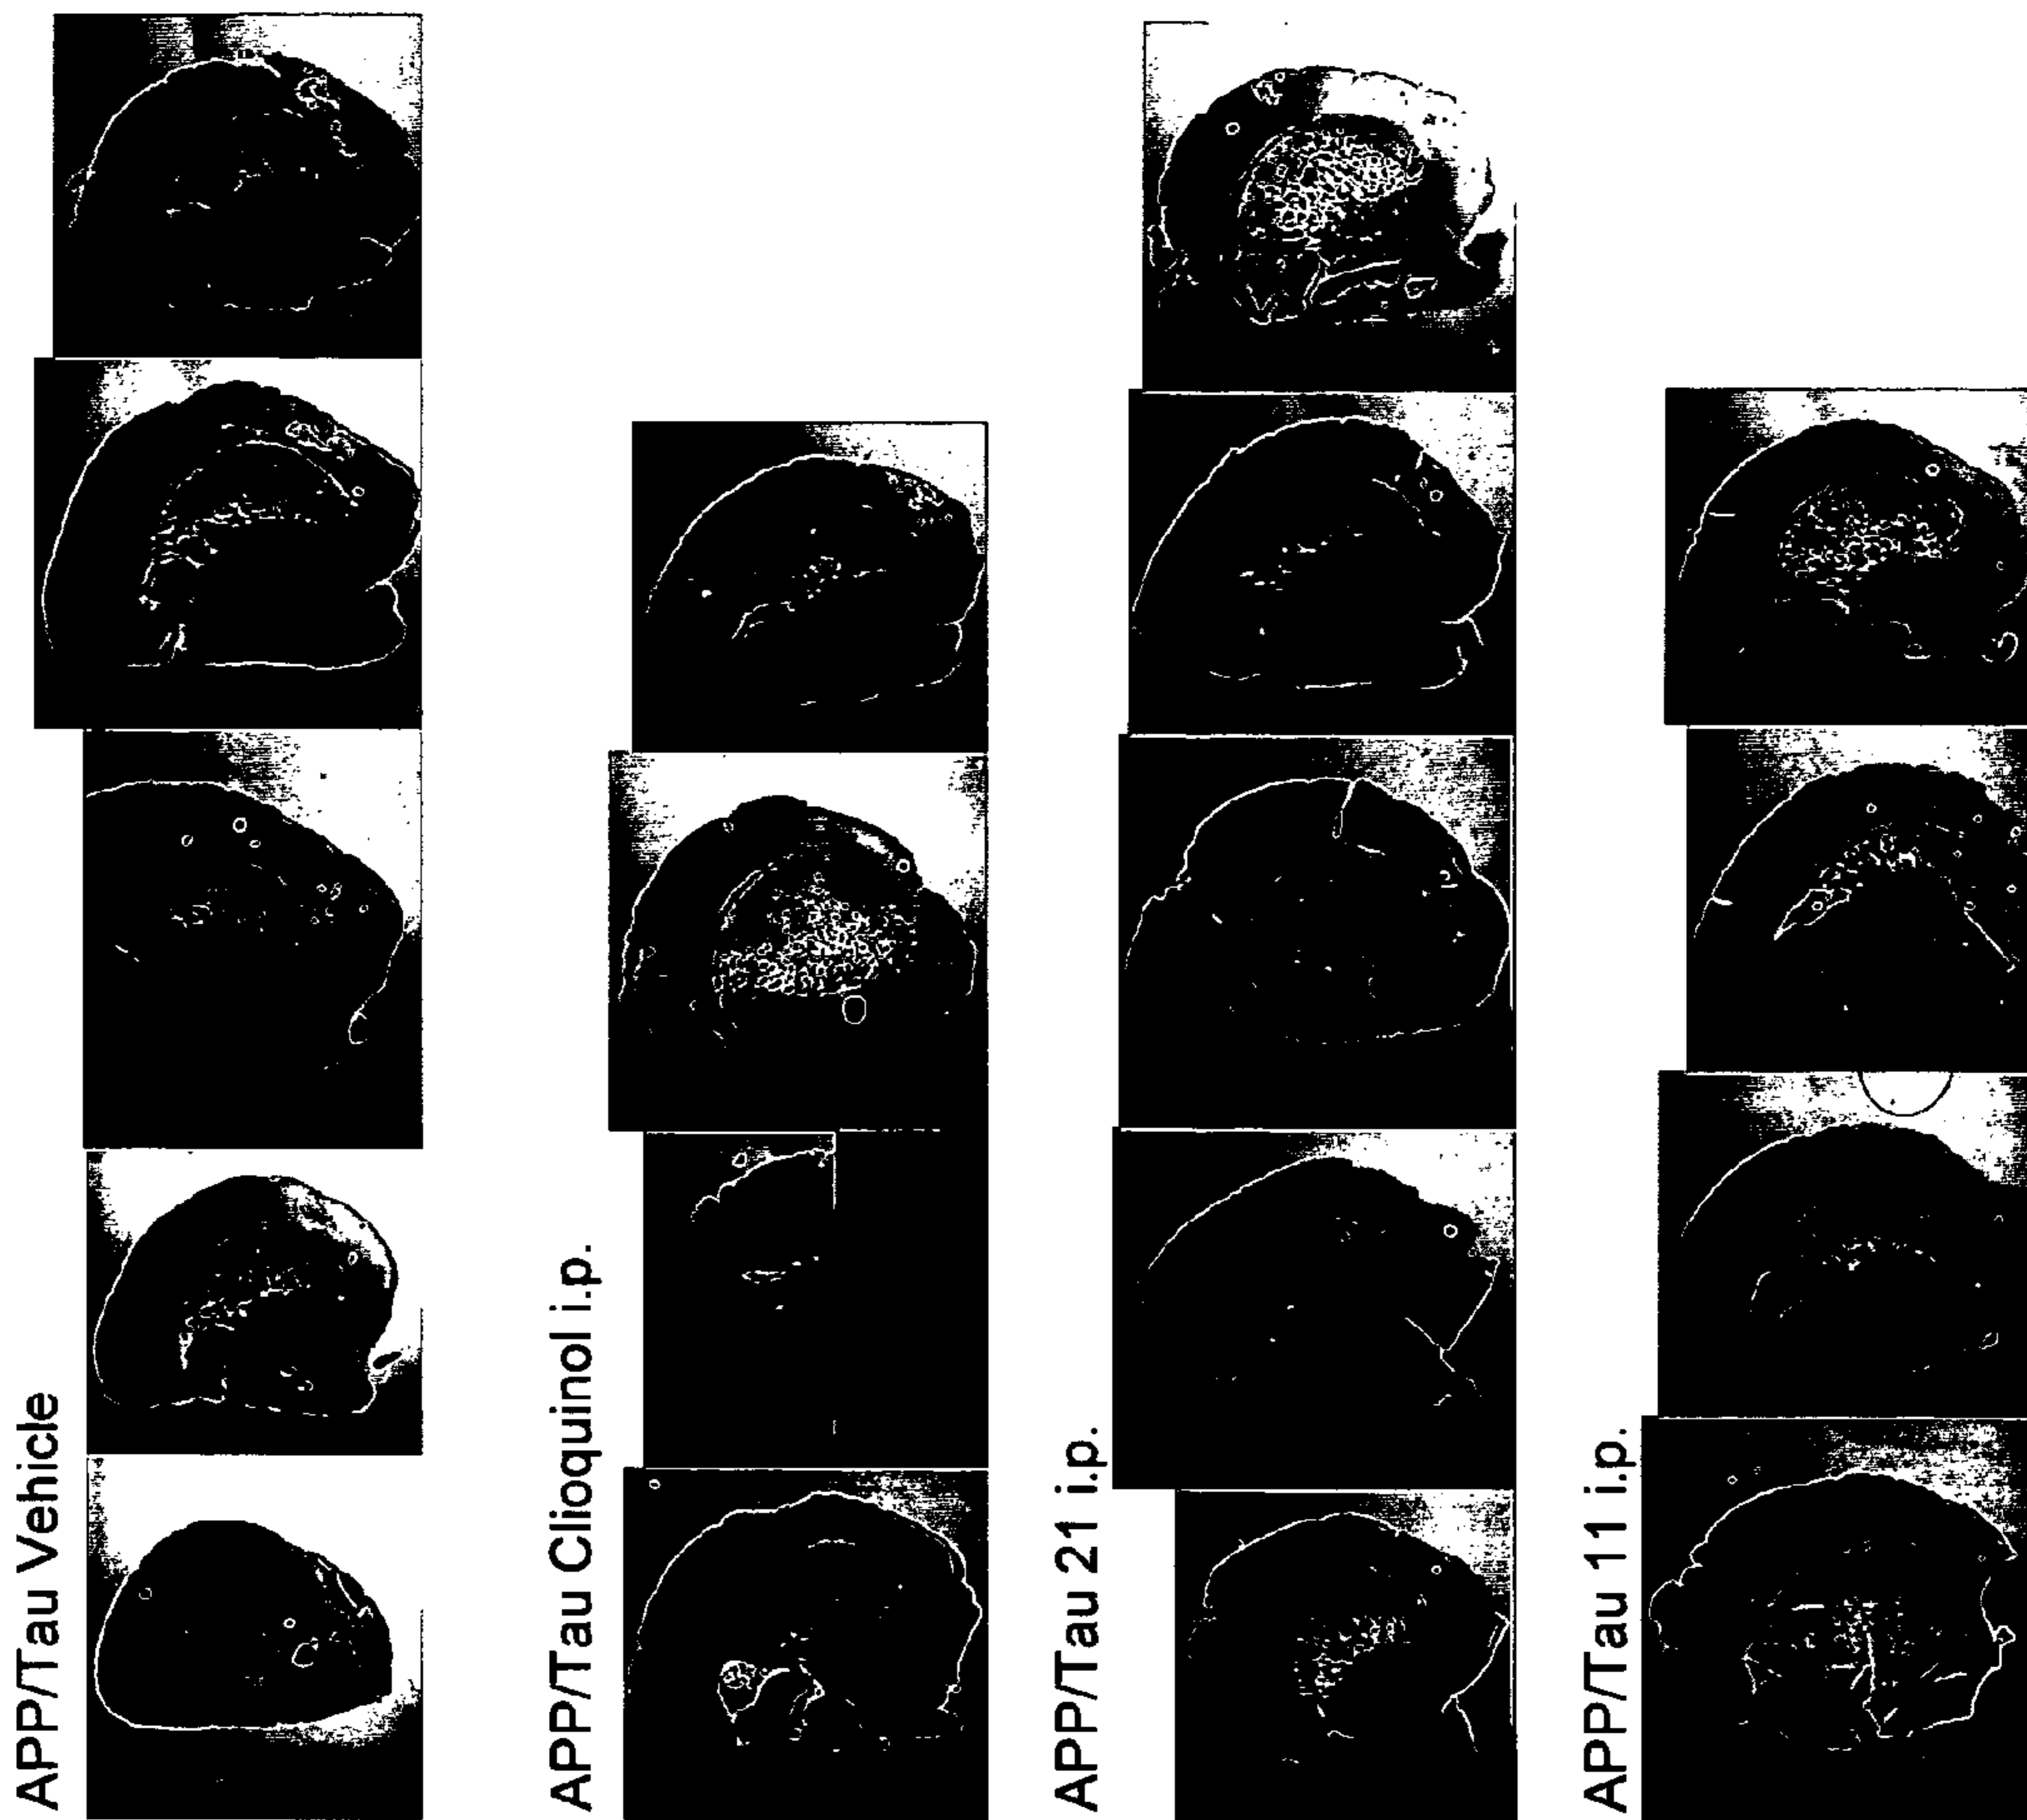 APP/Tau Vehicle
APP/Tau Clioquinol i.p.
APP/Tau 21 i.p.
APP/Tau 11 i.p.